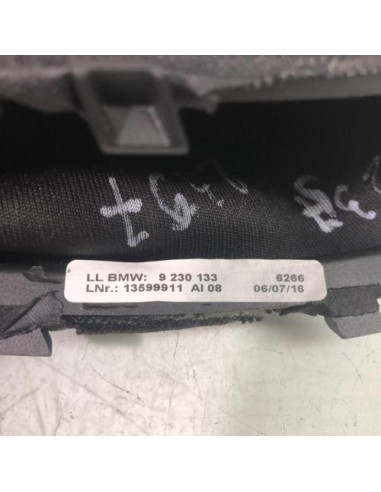 LL BMW: 9 230 133 6266
LNr.: 13599911 AI 08 06/07/16